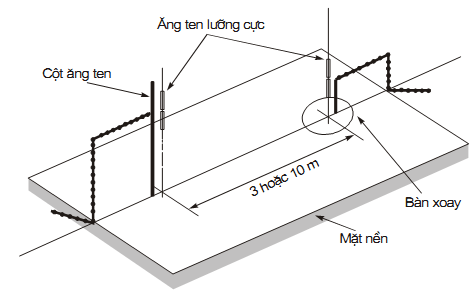 Ăng ten lưỡng cực
Cột ăng ten
3 hoặc 10 m
Bàn xoay
Mặt nền